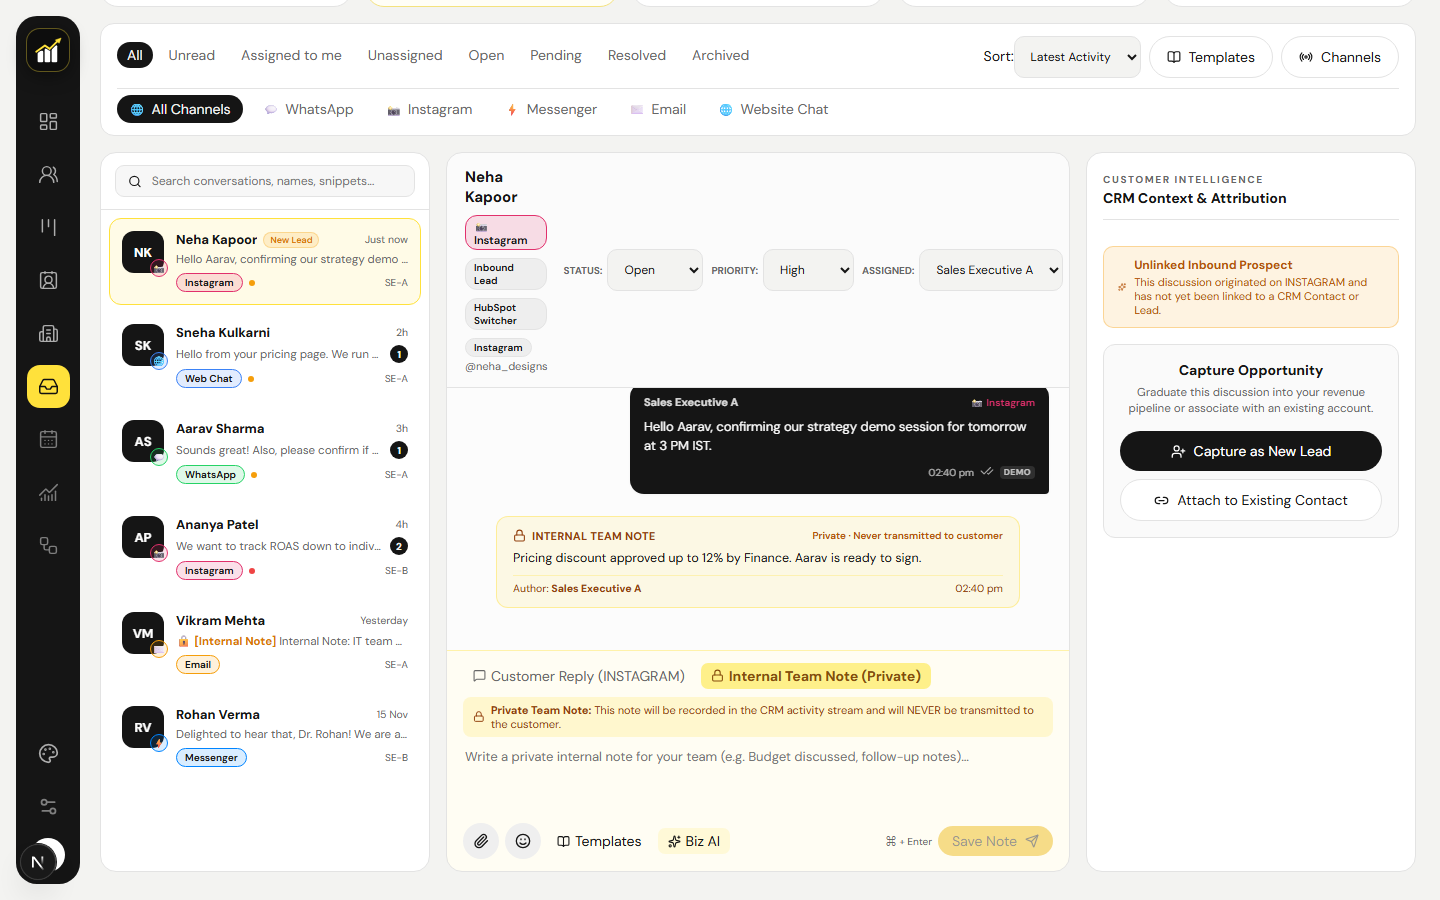 All Unread Assigned to me Unassigned Open Pending Resolved Archived Sort: Latest Activity Templates Channels
All Channels WhatsApp Instagram Messenger Email Website Chat
Search conversations, names, snippets...
NK Neha Kapoor New Lead Just now
Hello Aarav, confirming our strategy demo ...
Instagram SE-A
SK Sneha Kulkarni 2h
Hello from your pricing page. We run ... 1
Web Chat SE-A
AS Aarav Sharma 3h
Sounds great! Also, please confirm if ... 1
WhatsApp SE-A
AP Ananya Patel 4h
We want to track ROAS down to indiv... 2
Instagram SE-B
VM Vikram Mehta Yesterday
[Internal Note] Internal Note: IT team ...
Email SE-A
RV Rohan Verma 15 Nov
Delighted to hear that, Dr. Rohan! We are a...
Messenger SE-B
N
Neha
Kapoor
Instagram
Inbound
Lead
HubSpot
Switcher
Instagram
@neha_designs
STATUS: Open PRIORITY: High ASSIGNED: Sales Executive A
Sales Executive A Instagram
Hello Aarav, confirming our strategy demo session for tomorrow
at 3 PM IST.
02:40 pm DEMO
INTERNAL TEAM NOTE Private · Never transmitted to customer
Pricing discount approved up to 12% by Finance. Aarav is ready to sign.
Author: Sales Executive A 02:40 pm
Customer Reply (INSTAGRAM) Internal Team Note (Private)
Private Team Note: This note will be recorded in the CRM activity stream and will NEVER be transmitted to
the customer.
Write a private internal note for your team (e.g. Budget discussed, follow-up notes)...
Templates Biz AI ⌘ + Enter Save Note
CUSTOMER INTELLIGENCE
CRM Context & Attribution
Unlinked Inbound Prospect
This discussion originated on INSTAGRAM and
has not yet been linked to a CRM Contact or
Lead.
Capture Opportunity
Graduate this discussion into your revenue
pipeline or associate with an existing account.
Capture as New Lead
Attach to Existing Contact